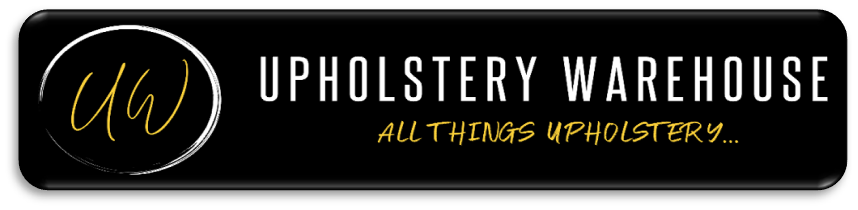 UW
UPHOLSTERY WAREHOUSE
ALL THINGS UPHOLSTERY...